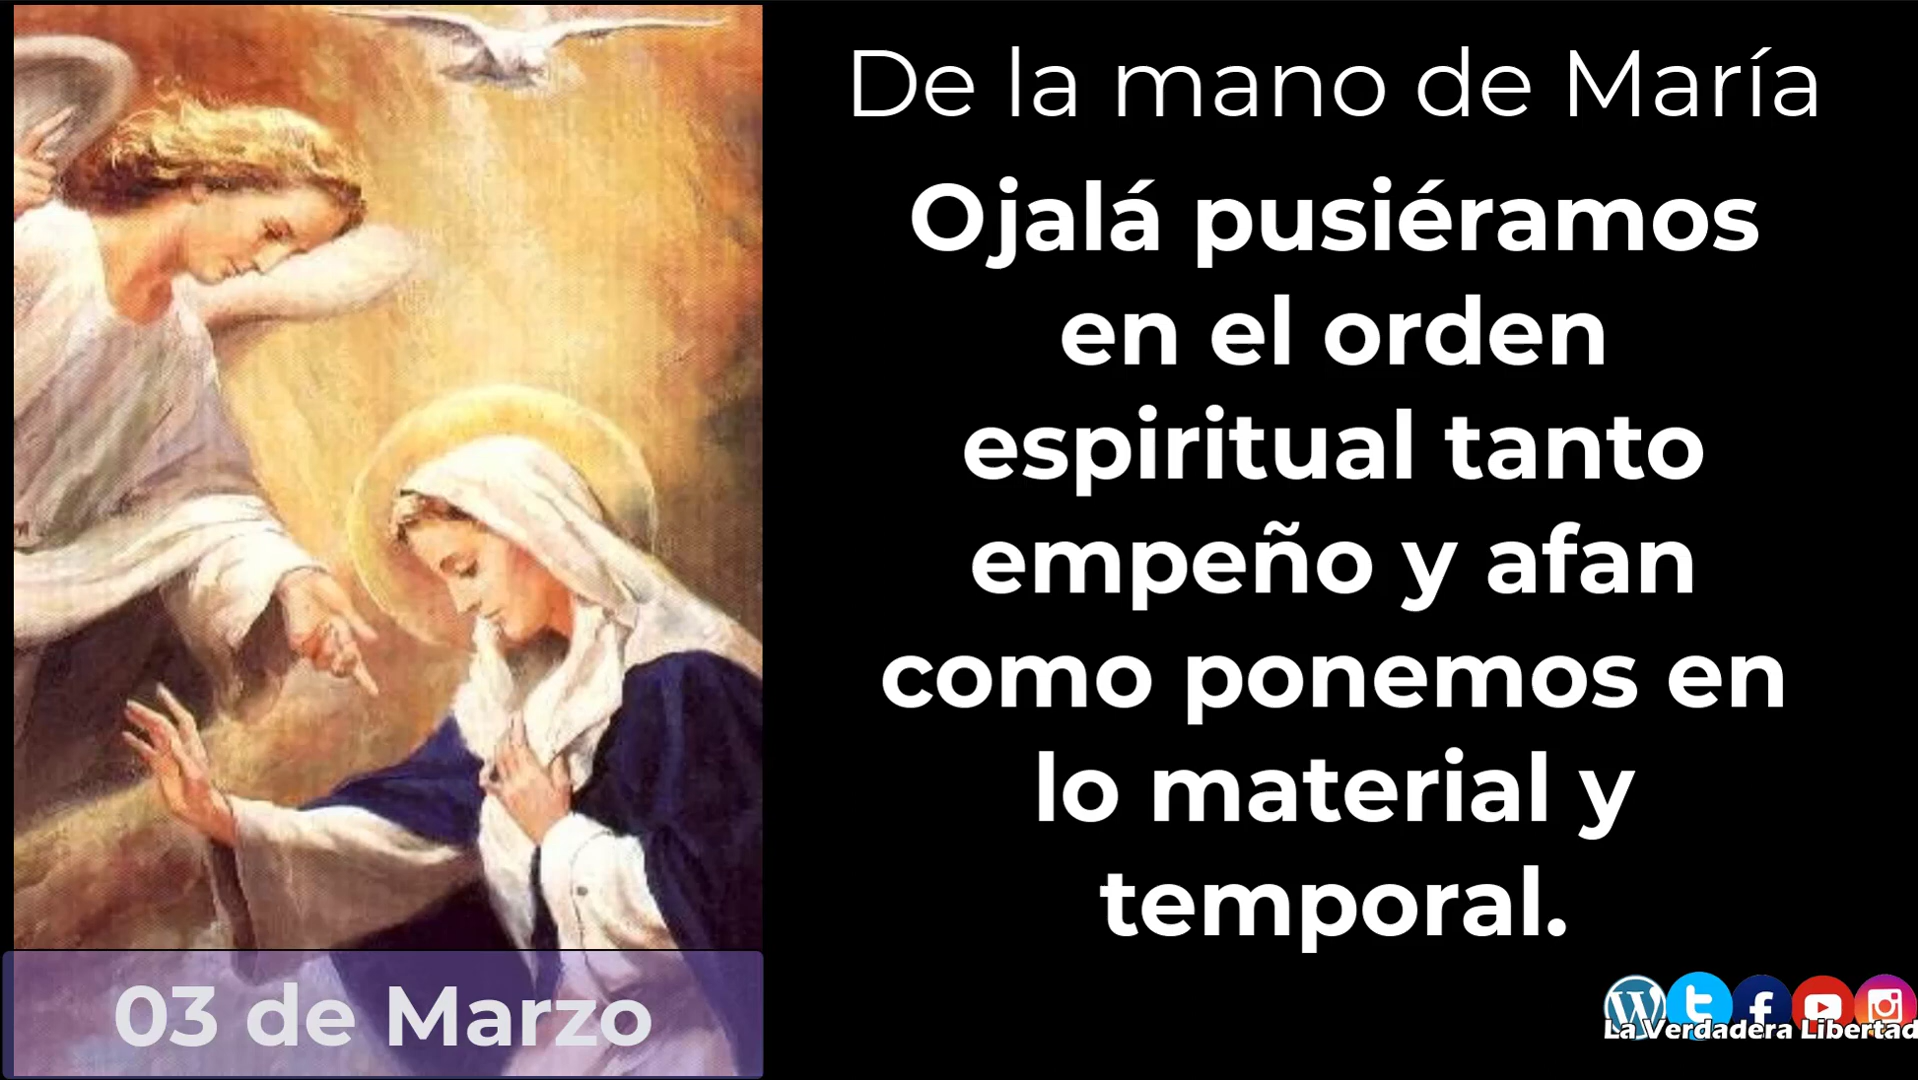 De la mano de María
Ojalá pusiéramos
en el orden
espiritual tanto
empeño y afan
como ponemos en
lo material y
temporal.
03 de Marzo
La Verdadera Libertad